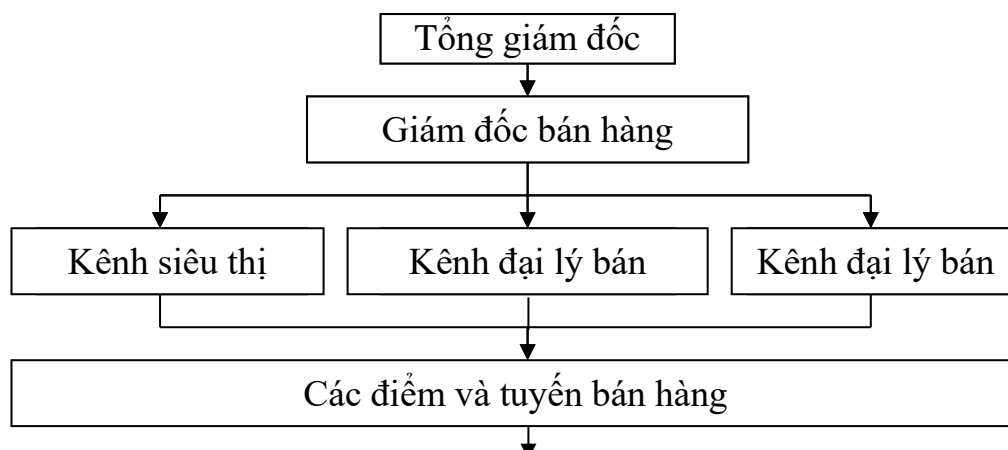 Tổng giám đốc
Giám đốc bán hàng
Kênh siêu thị
Kênh đại lý bán
Kênh đại lý bán
Các điểm và tuyến bán hàng